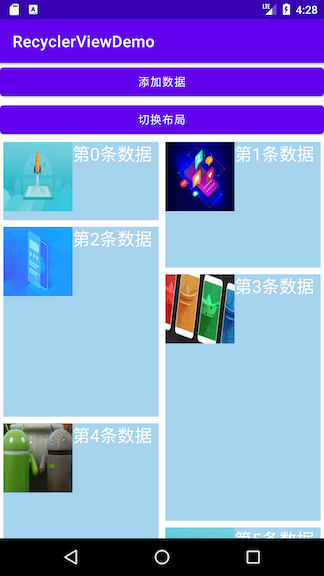 LTE 4:28
RecyclerViewDemo
添加数据
切换布局
第0条数据
第1条数据
第2条数据
第3条数据
第4条数据
第5条数据